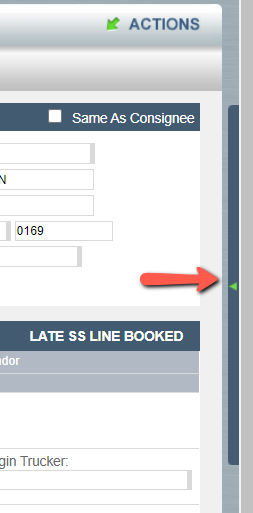 ACTIONS
Same As Consignee
N
0169
LATE SS LINE BOOKED
ndor
gin Trucker: